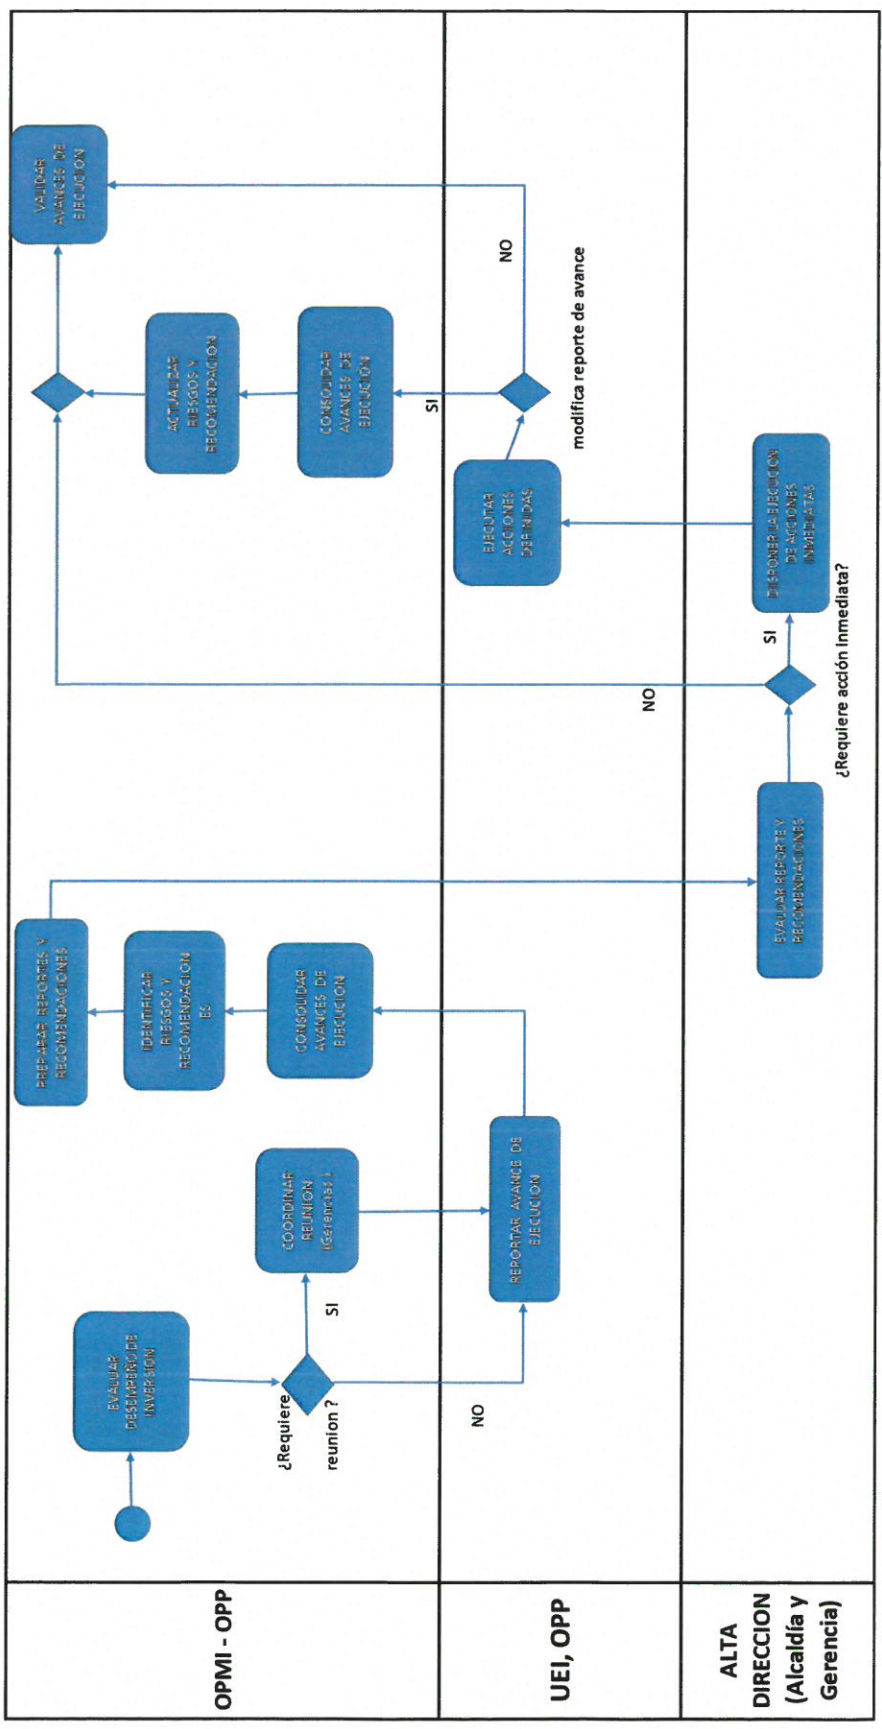 OPMI - OPP
EVALUAR
DESEMPEÑO DE
INVERSION
¿Requiere
reunion ?
SI
NO
COORDINAR
REUNION
(Gerencias )
PREPARAR REPORTES Y
RECOMENDACIONES
IDENTIFICAR
RIESGOS Y
RECOMENDACION
ES
CONSOLIDAR
AVANCES DE
EJECUCION
ACTUALIZAR
RIESGOS Y
RECOMENDACION
CONSOLIDAR
AVANCES DE
EJECUCION
VALIDAR
AVANCES DE
EJECUCION
UEI, OPP
REPORTAR AVANCE DE
EJECUCION
EJECUTAR
ACCIONES
DEFINIDAS
SI
NO
modifica reporte de avance
ALTA
DIRECCION
(Alcaldía y
Gerencia)
EVALUAR REPORTE Y
RECOMENDACIONES
NO
SI
¿Requiere acción inmediata?
DISPONER LA EJECUCION
DE ACCIONES
INMEDIATAS